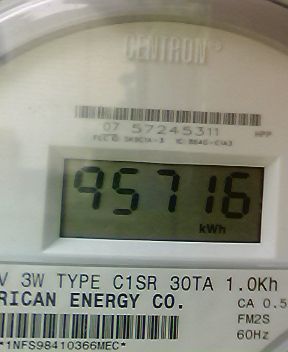 CENTRON®
07 57245311 HPP
95716
kWh
V 3W TYPE C1SR 30TA 1.0Kh
RICAN ENERGY CO. CA 0.5
FM2S
*1NFS98410366MEC* 60Hz